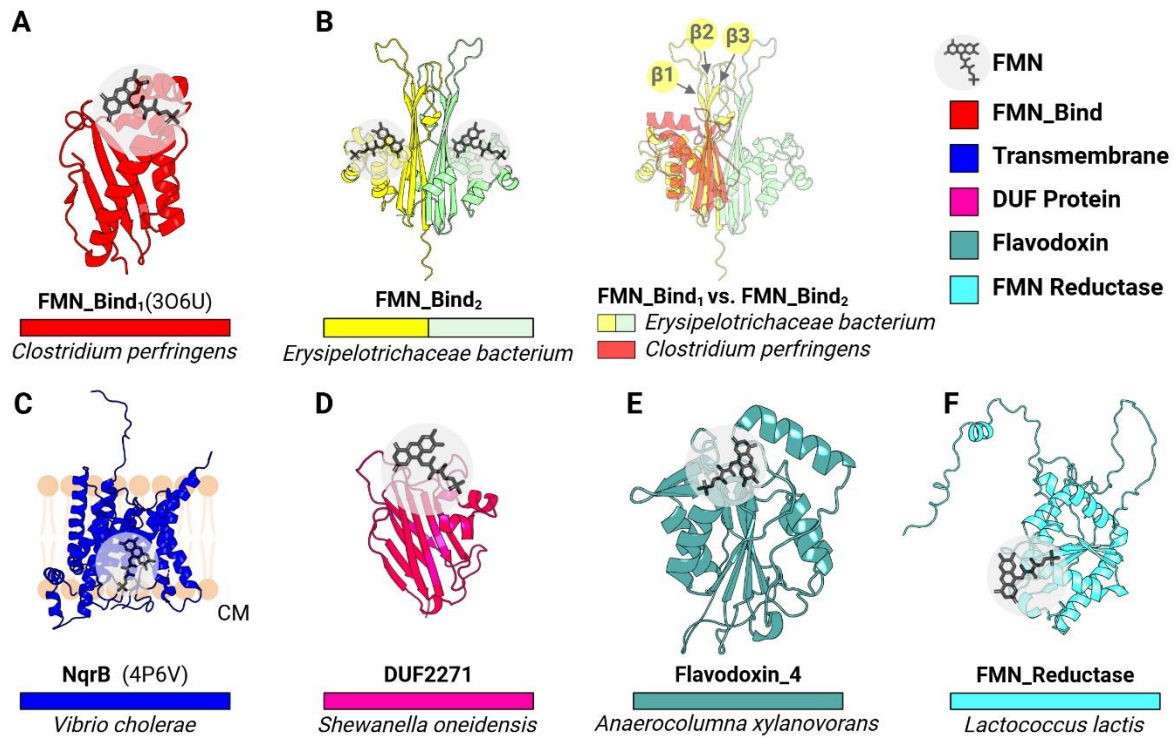 A
B
β1
β2
β3
FMN
FMN_Bind
Transmembrane
DUF Protein
Flavodoxin
FMN Reductase
FMN_Bind₁(3O6U)
Clostridium perfringens
FMN_Bind₂
Erysipelotrichaceae bacterium
FMN_Bind₁ vs. FMN_Bind₂
Erysipelotrichaceae bacterium
Clostridium perfringens
C
CM
NqrB (4P6V)
Vibrio cholerae
D
DUF2271
Shewanella oneidensis
E
Flavodoxin_4
Anaerocolumna xylanovorans
F
FMN_Reductase
Lactococcus lactis